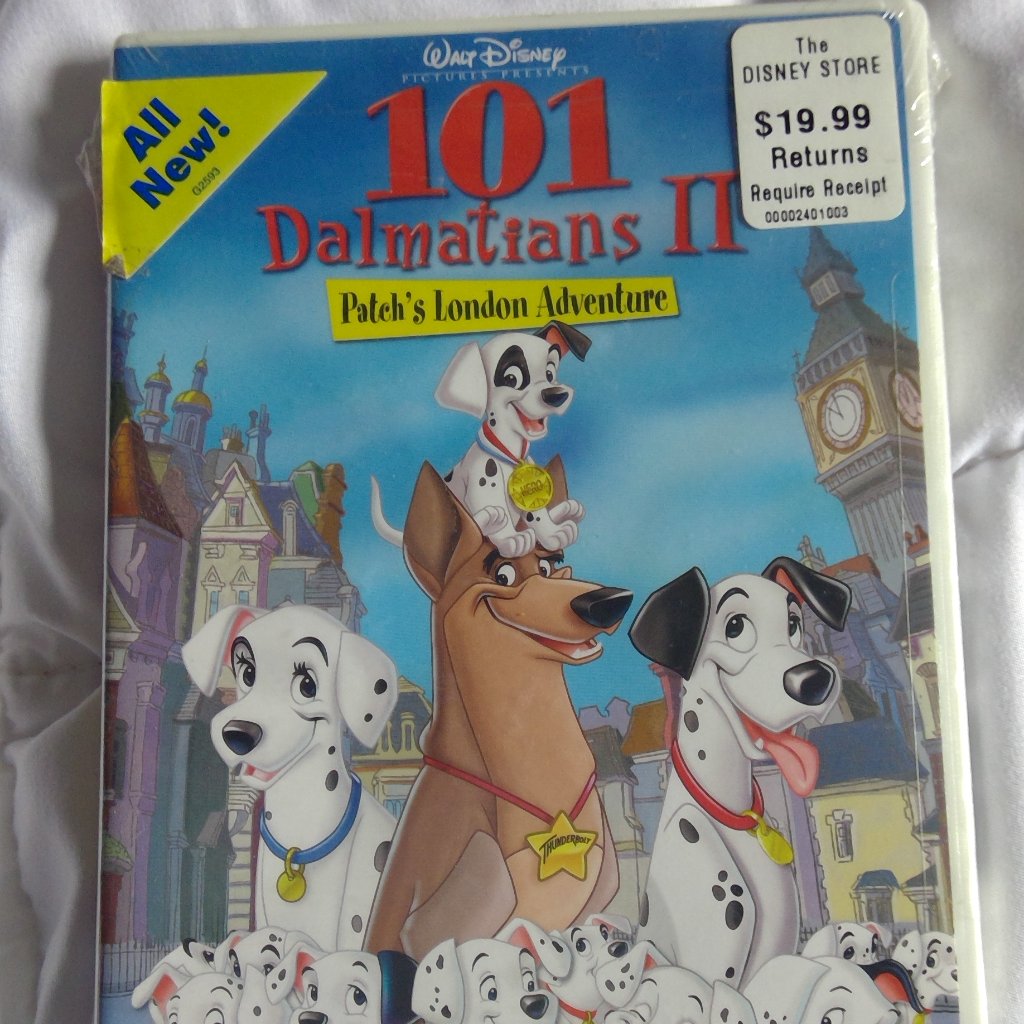 WALT DISNEY
PICTURES PRESENTS
101
Dalmatians II
Patch's London Adventure
All
New!
G2593
The
DISNEY STORE
$19.99
Returns
Require Receipt
00002401003
HERO
THUNDERBOLT